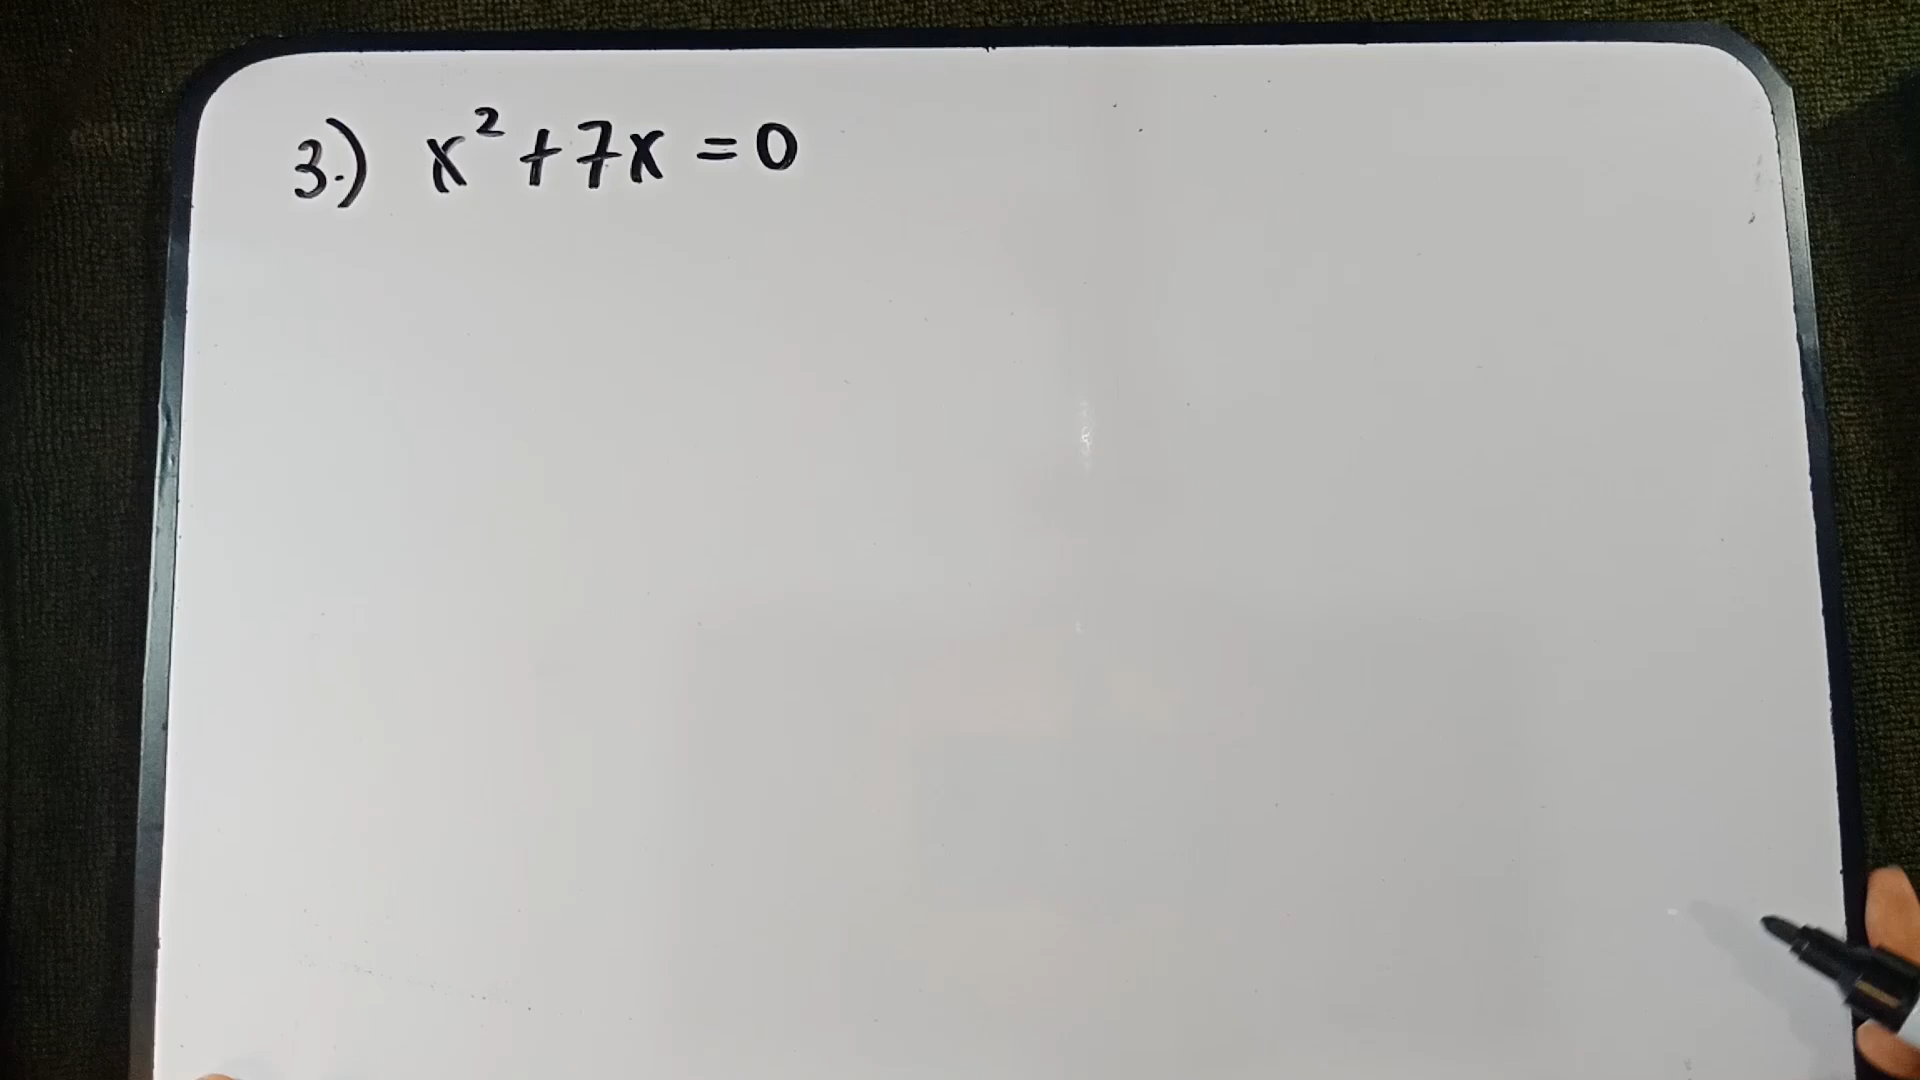 3.) x² + 7x = 0